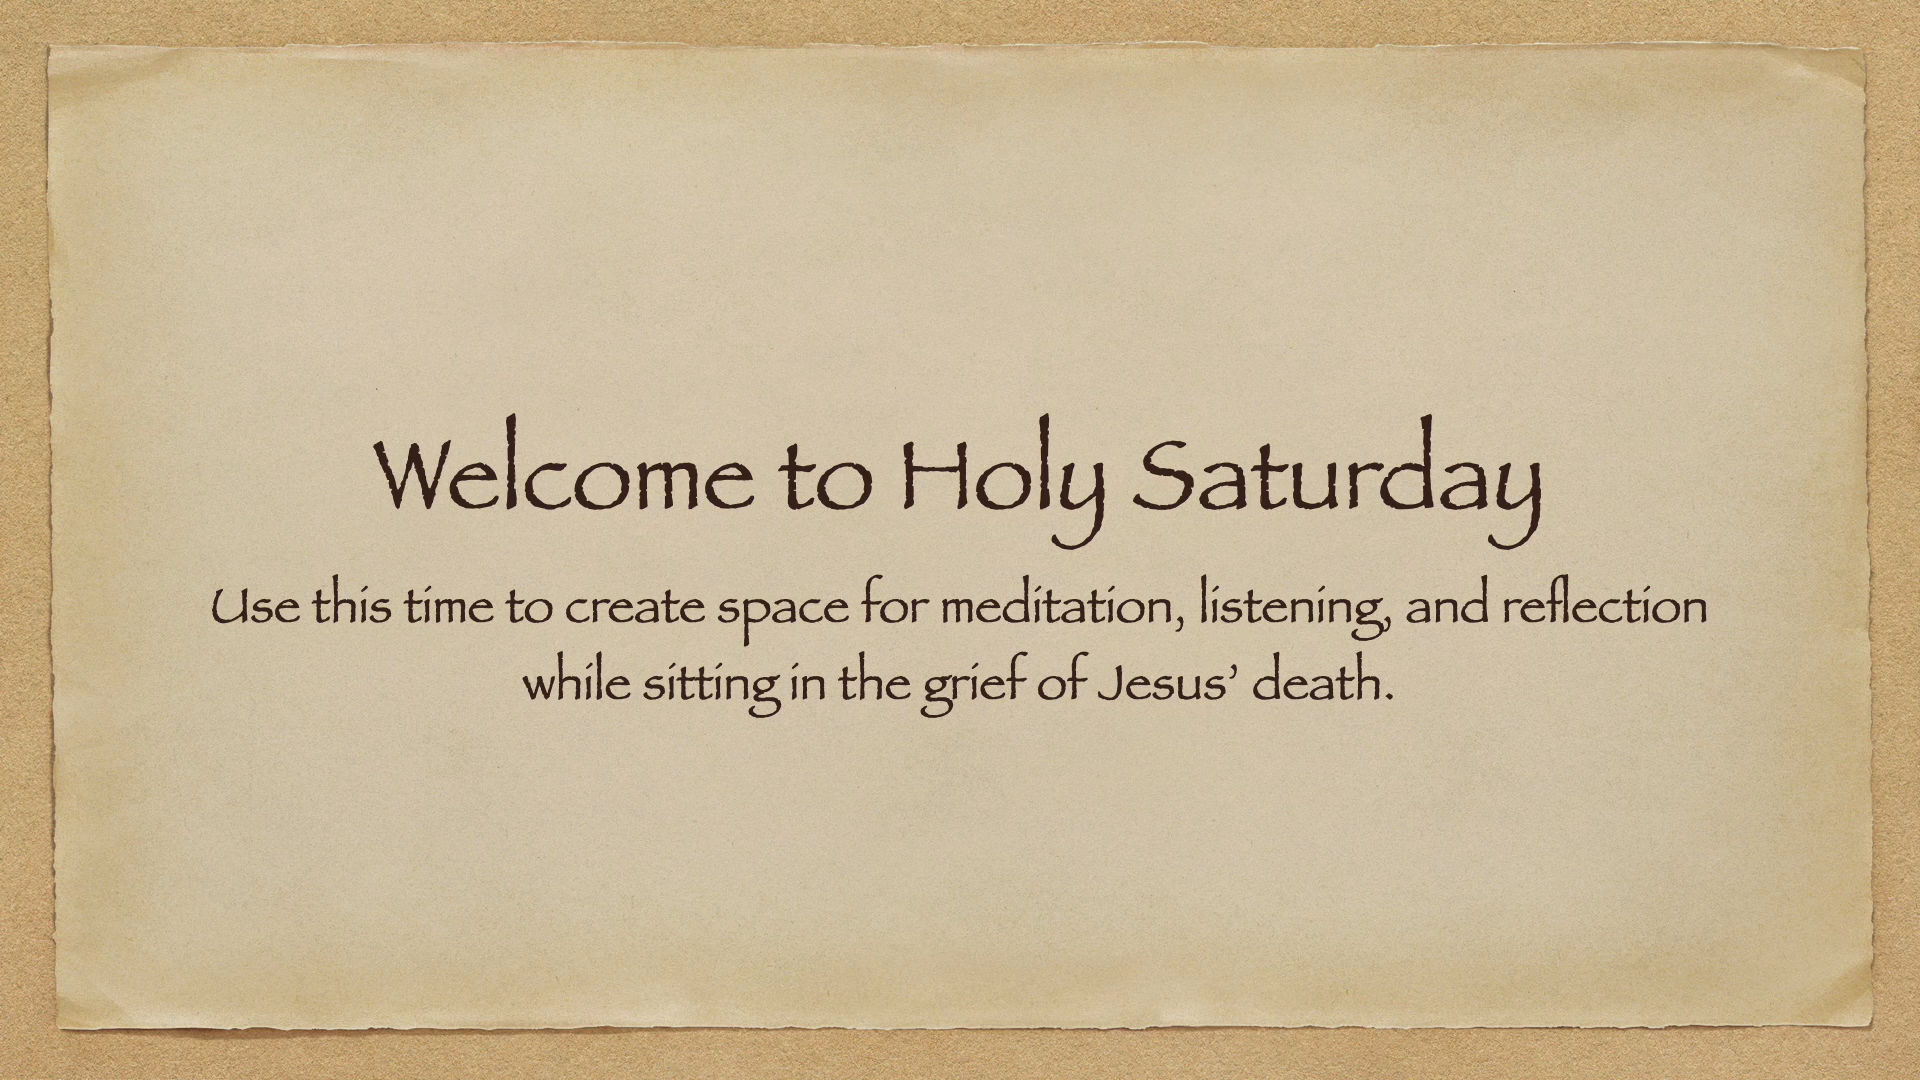 Welcome to Holy Saturday
Use this time to create space for meditation, listening, and reflection
while sitting in the grief of Jesus’ death.